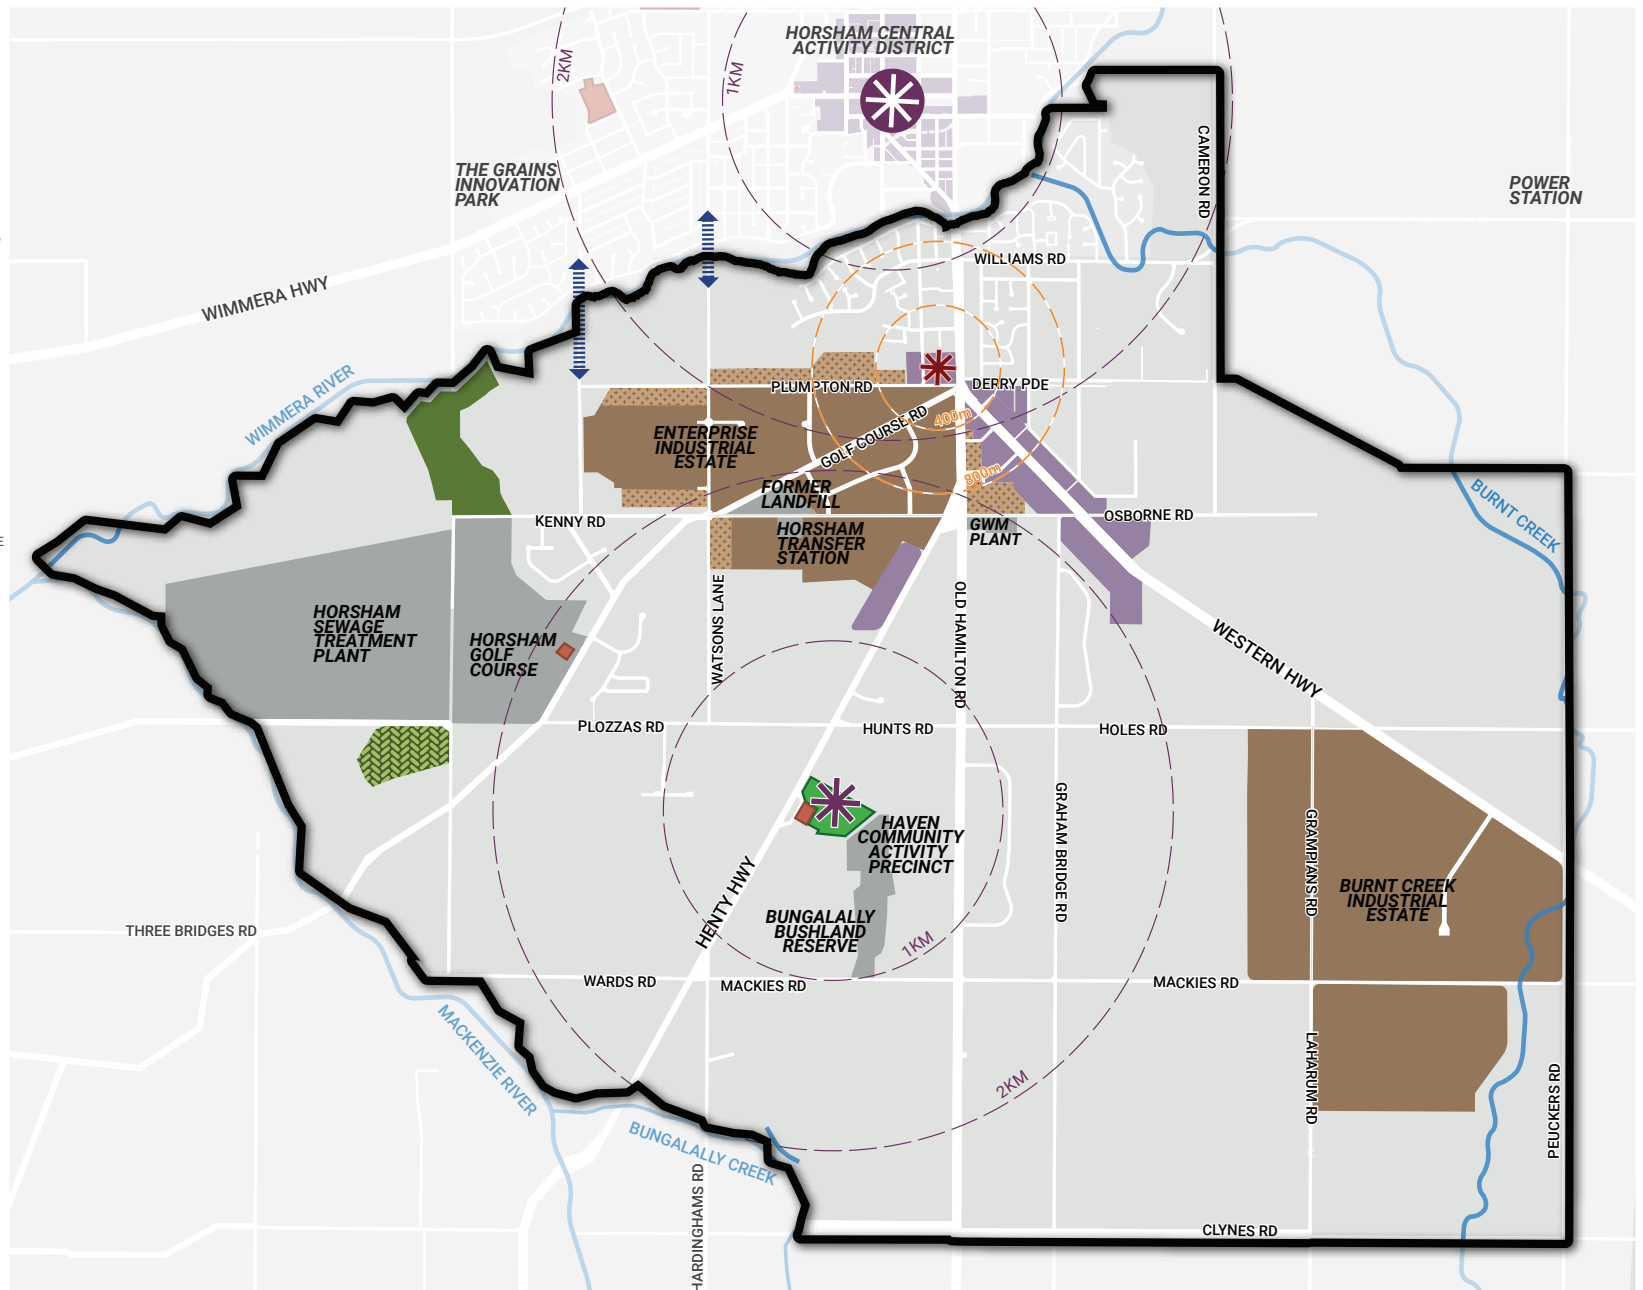 HORSHAM CENTRAL
ACTIVITY DISTRICT
2KM
1KM
CAMERON RD
THE GRAINS
INNOVATION
PARK
POWER
STATION
WILLIAMS RD
WIMMERA HWY
WIMMERA RIVER
PLUMPTON RD
DERRY PDE
400m
GOLF COURSE RD
ENTERPRISE
INDUSTRIAL
ESTATE
800m
FORMER
LANDFILL
KENNY RD
HORSHAM
TRANSFER
STATION
GWM
PLANT
OSBORNE RD
BURNT CREEK
E
HORSHAM
SEWAGE
TREATMENT
PLANT
HORSHAM
GOLF
COURSE
WATSONS LANE
OLD HAMILTON RD
WESTERN HWY
PLOZZAS RD
HUNTS RD
HOLES RD
HAVEN
COMMUNITY
ACTIVITY
PRECINCT
GRAHAM BRIDGE RD
GRAMPIANS RD
BURNT CREEK
INDUSTRIAL
ESTATE
HENTY HWY
BUNGALALLY
BUSHLAND
RESERVE
1KM
THREE BRIDGES RD
WARDS RD
MACKIES RD
MACKIES RD
MACKENZIE RIVER
2KM
LAHARUM RD
PEUCKERS RD
BUNGALALLY CREEK
HARDINGHAMS RD
CLYNES RD